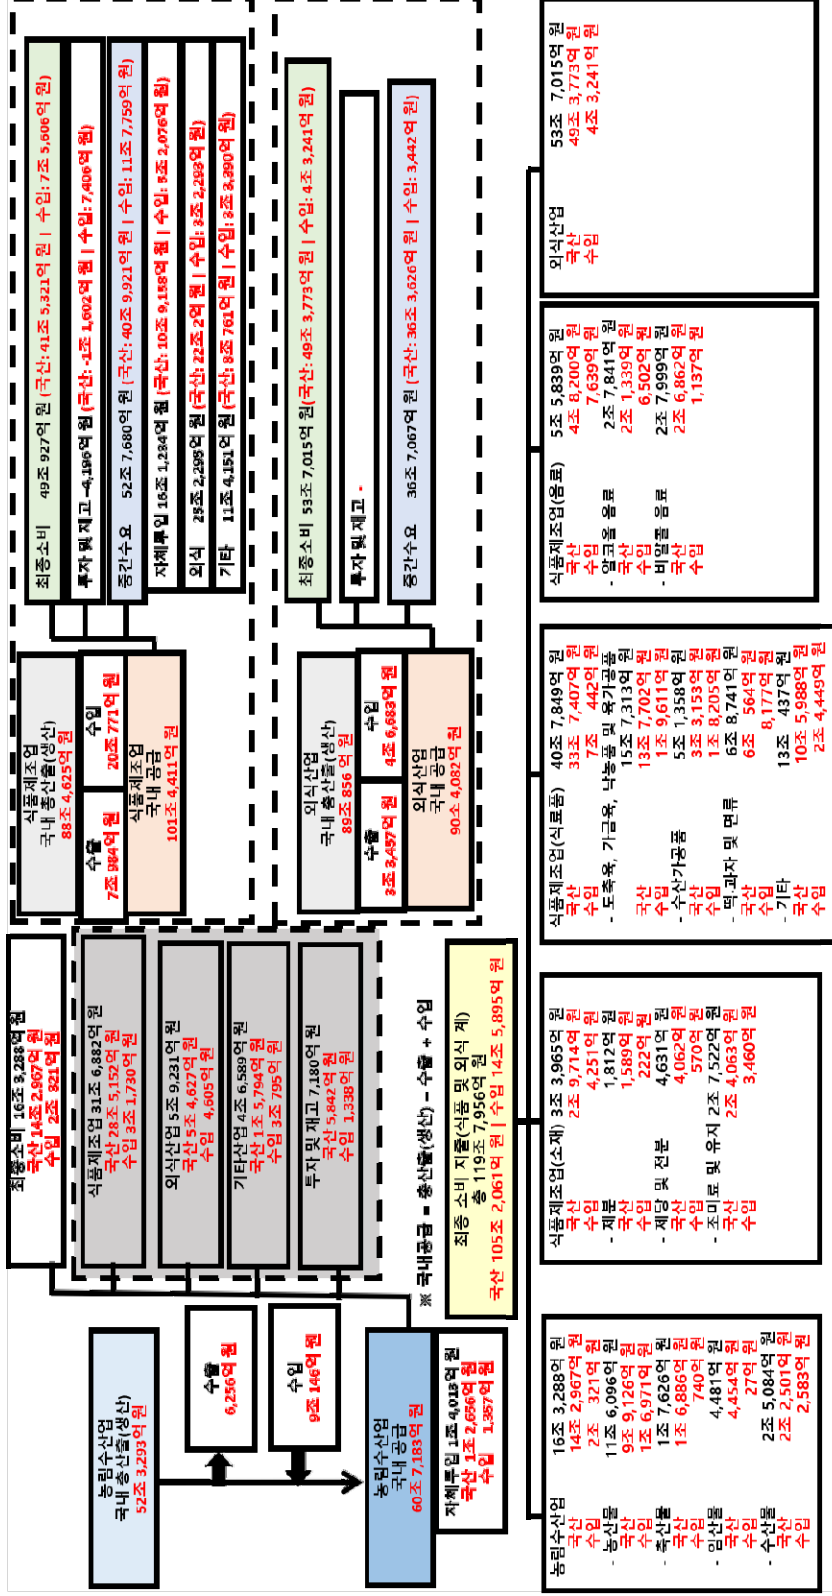 농림수산업
국내 총산출(생산)
52조 3,293억 원
수출
6,256억 원
수입
9조 146억 원
농림수산업
국내 공급
60조 7,183억 원
자체투입 1조 4,013억 원
국산 1조 2,656억 원
수입 1,357억 원
최종소비 16조 3,288억 원
국산 14조 2,967억 원
수입 2조 321억 원
식품제조업 31조 6,882억 원
국산 28조 5,152억 원
수입 3조 1,730억 원
외식산업 5조 9,231억 원
국산 5조 4,627억 원
수입 4,605억 원
기타산업 4조 6,589억 원
국산 1조 5,794억 원
수입 3조 795억 원
투자 및 재고 7,180억 원
국산 5,842억 원
수입 1,338억 원
※ 국내공급 = 총산출(생산) - 수출 + 수입
식품제조업
국내 총산출(생산)
88조 4,625억 원
수출
7조 984억 원
수입
20조 771억 원
식품제조업
국내 공급
101조 4,411억 원
최종소비 49조 927억 원 (국산: 41조 5,321억 원 | 수입: 7조 5,606억 원)
투자 및 재고 -4,196억 원 (국산: -1조 1,602억 원 | 수입: 7,406억 원)
중간수요 52조 7,680억 원 (국산: 40조 9,921억 원 | 수입: 11조 7,759억 원)
자체투입 16조 1,234억 원 (국산: 10조 9,158억 원 | 수입: 5조 2,076억 원)
외식 25조 2,295억 원 (국산: 22조 2억 원 | 수입: 3조 2,293억 원)
기타 11조 4,151억 원 (국산: 8조 761억 원 | 수입: 3조 3,390억 원)
외식산업
국내 총산출(생산)
89조 856억 원
수출
3조 3,457억 원
수입
4조 6,683억 원
외식산업
국내 공급
90조 4,082억 원
최종소비 53조 7,015억 원(국산: 49조 3,773억 원 | 수입: 4조 3,241억 원)
투자 및 재고 -
중간수요 36조 7,067억 원 (국산: 36조 3,626억 원 | 수입: 3,442억 원)
최종 소비 지출(식품 및 외식 계)
총 119조 7,956억 원
국산 105조 2,061억 원 | 수입 14조 5,895억 원
농림수산업 16조 3,288억 원
국산 14조 2,967억 원
수입 2조 321억 원
- 농산물 11조 6,096억 원
국산 9조 9,126억 원
수입 1조 6,971억 원
- 축산물 1조 7,626억 원
국산 1조 6,886억 원
수입 740억 원
- 임산물 4,481억 원
국산 4,454억 원
수입 27억 원
- 수산물 2조 5,084억 원
국산 2조 2,501억 원
수입 2,583억 원
식품제조업(소재) 3조 3,965억 원
국산 2조 9,714억 원
수입 4,251억 원
- 제분 1,812억 원
국산 1,589억 원
수입 222억 원
- 제당 및 전분 4,631억 원
국산 4,062억 원
수입 570억 원
- 조미료 및 유지 2조 7,522억 원
국산 2조 4,063억 원
수입 3,460억 원
식품제조업(식료품) 40조 7,849억 원
국산 33조 7,407억 원
수입 7조 442억 원
- 도축육, 가금육, 낙농품 및 육가공품
15조 7,313억 원
국산 13조 7,702억 원
수입 1조 9,611억 원
- 수산가공품 5조 1,358억 원
국산 3조 3,153억 원
수입 1조 8,205억 원
- 떡.과자 및 면류 6조 8,741억 원
국산 6조 564억 원
수입 8,177억 원
- 기타 13조 437억 원
국산 10조 5,988억 원
수입 2조 4,449억 원
식품제조업(음료) 5조 5,839억 원
국산 4조 8,200억 원
수입 7,639억 원
- 알코올 음료 2조 7,841억 원
국산 2조 1,339억 원
수입 6,502억 원
- 비알콜 음료 2조 7,999억 원
국산 2조 6,862억 원
수입 1,137억 원
외식산업 53조 7,015억 원
국산 49조 3,773억 원
수입 4조 3,241억 원